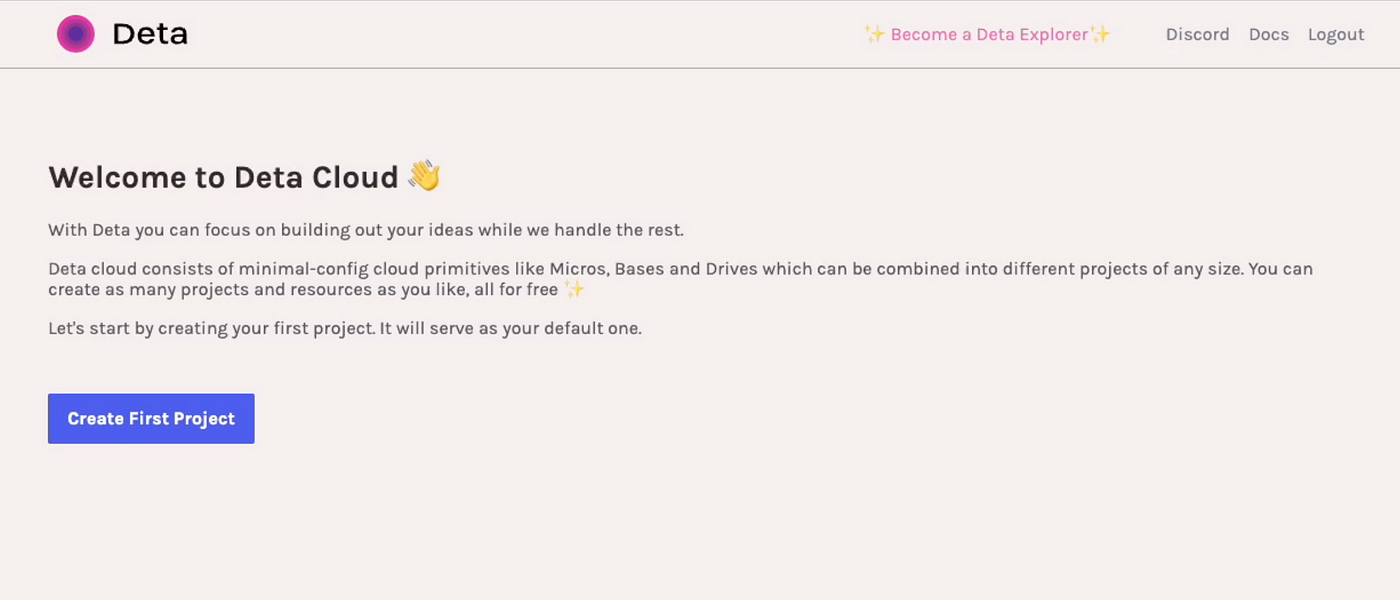 Deta
✨ Become a Deta Explorer✨
Discord Docs Logout
Welcome to Deta Cloud 👋
With Deta you can focus on building out your ideas while we handle the rest.
Deta cloud consists of minimal-config cloud primitives like Micros, Bases and Drives which can be combined into different projects of any size. You can
create as many projects and resources as you like, all for free ✨
Let's start by creating your first project. It will serve as your default one.
Create First Project